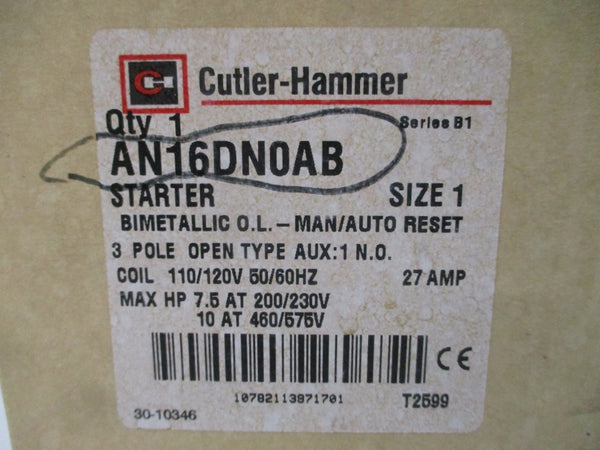 CH Cutler-Hammer
Qty 1 Series B1
AN16DN0AB
STARTER SIZE 1
BIMETALLIC O.L. – MAN/AUTO RESET
3 POLE OPEN TYPE AUX:1 N.O.
COIL 110/120V 50/60HZ 27 AMP
MAX HP 7.5 AT 200/230V
10 AT 460/575V
CE
10782113971701 T2599
30-10346